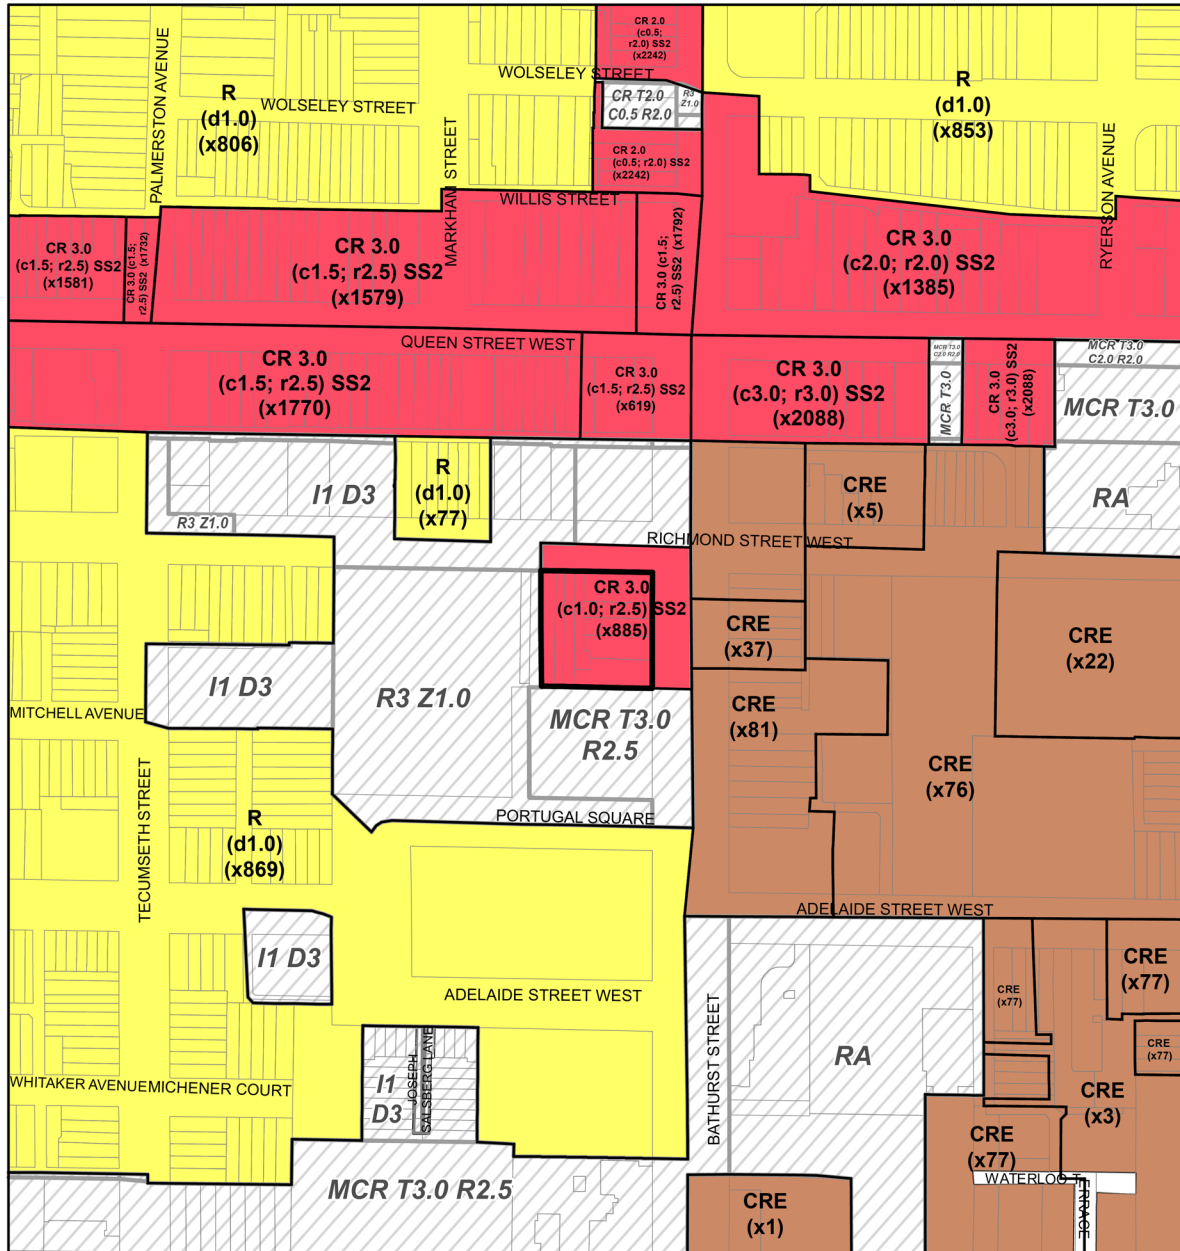 CR 2.0
(c0.5;
r2.0) SS2
(x2242)
WOLSELEY STREET
CR T2.0
C0.5 R2.0
R3
Z1.0
R
(d1.0)
(x806)
WOLSELEY STREET
PALMERSTON AVENUE
MARKHAM STREET
R
(d1.0)
(x853)
RYERSON AVENUE
CR 2.0
(c0.5; r2.0) SS2
(x2242)
WILLIS STREET
CR 3.0
(c1.5; r2.5) SS2
(x1581)
CR 3.0 (c1.5;
r2.5) SS2 (x1732)
CR 3.0
(c1.5; r2.5) SS2
(x1579)
CR 3.0 (c1.5;
r2.5) SS2 (x1792)
CR 3.0
(c2.0; r2.0) SS2
(x1385)
QUEEN STREET WEST
CR 3.0
(c1.5; r2.5) SS2
(x1770)
CR 3.0
(c1.5; r2.5) SS2
(x619)
CR 3.0
(c3.0; r3.0) SS2
(x2088)
MCR T3.0
C2.0 R2.0
MCR T3.0
CR 3.0
(c3.0; r3.0) SS2
(x2088)
MCR T3.0
C2.0 R2.0
MCR T3.0
I1 D3
R3 Z1.0
R
(d1.0)
(x77)
CRE
(x5)
RA
RICHMOND STREET WEST
CR 3.0
(c1.0; r2.5) SS2
(x885)
CRE
(x37)
CRE
(x22)
I1 D3
R3 Z1.0
MCR T3.0
R2.5
CRE
(x81)
MITCHELL AVENUE
CRE
(x76)
TECUMSETH STREET
R
(d1.0)
(x869)
PORTUGAL SQUARE
ADELAIDE STREET WEST
I1 D3
ADELAIDE STREET WEST
CRE
(x77)
CRE
(x77)
CRE
(x77)
BATHURST STREET
RA
WHITAKER AVENUE
MICHENER COURT
I1
D3
JOSEPH
SALSBERG LANE
CRE
(x3)
CRE
(x77)
WATERLOO TERRACE
MCR T3.0 R2.5
CRE
(x1)